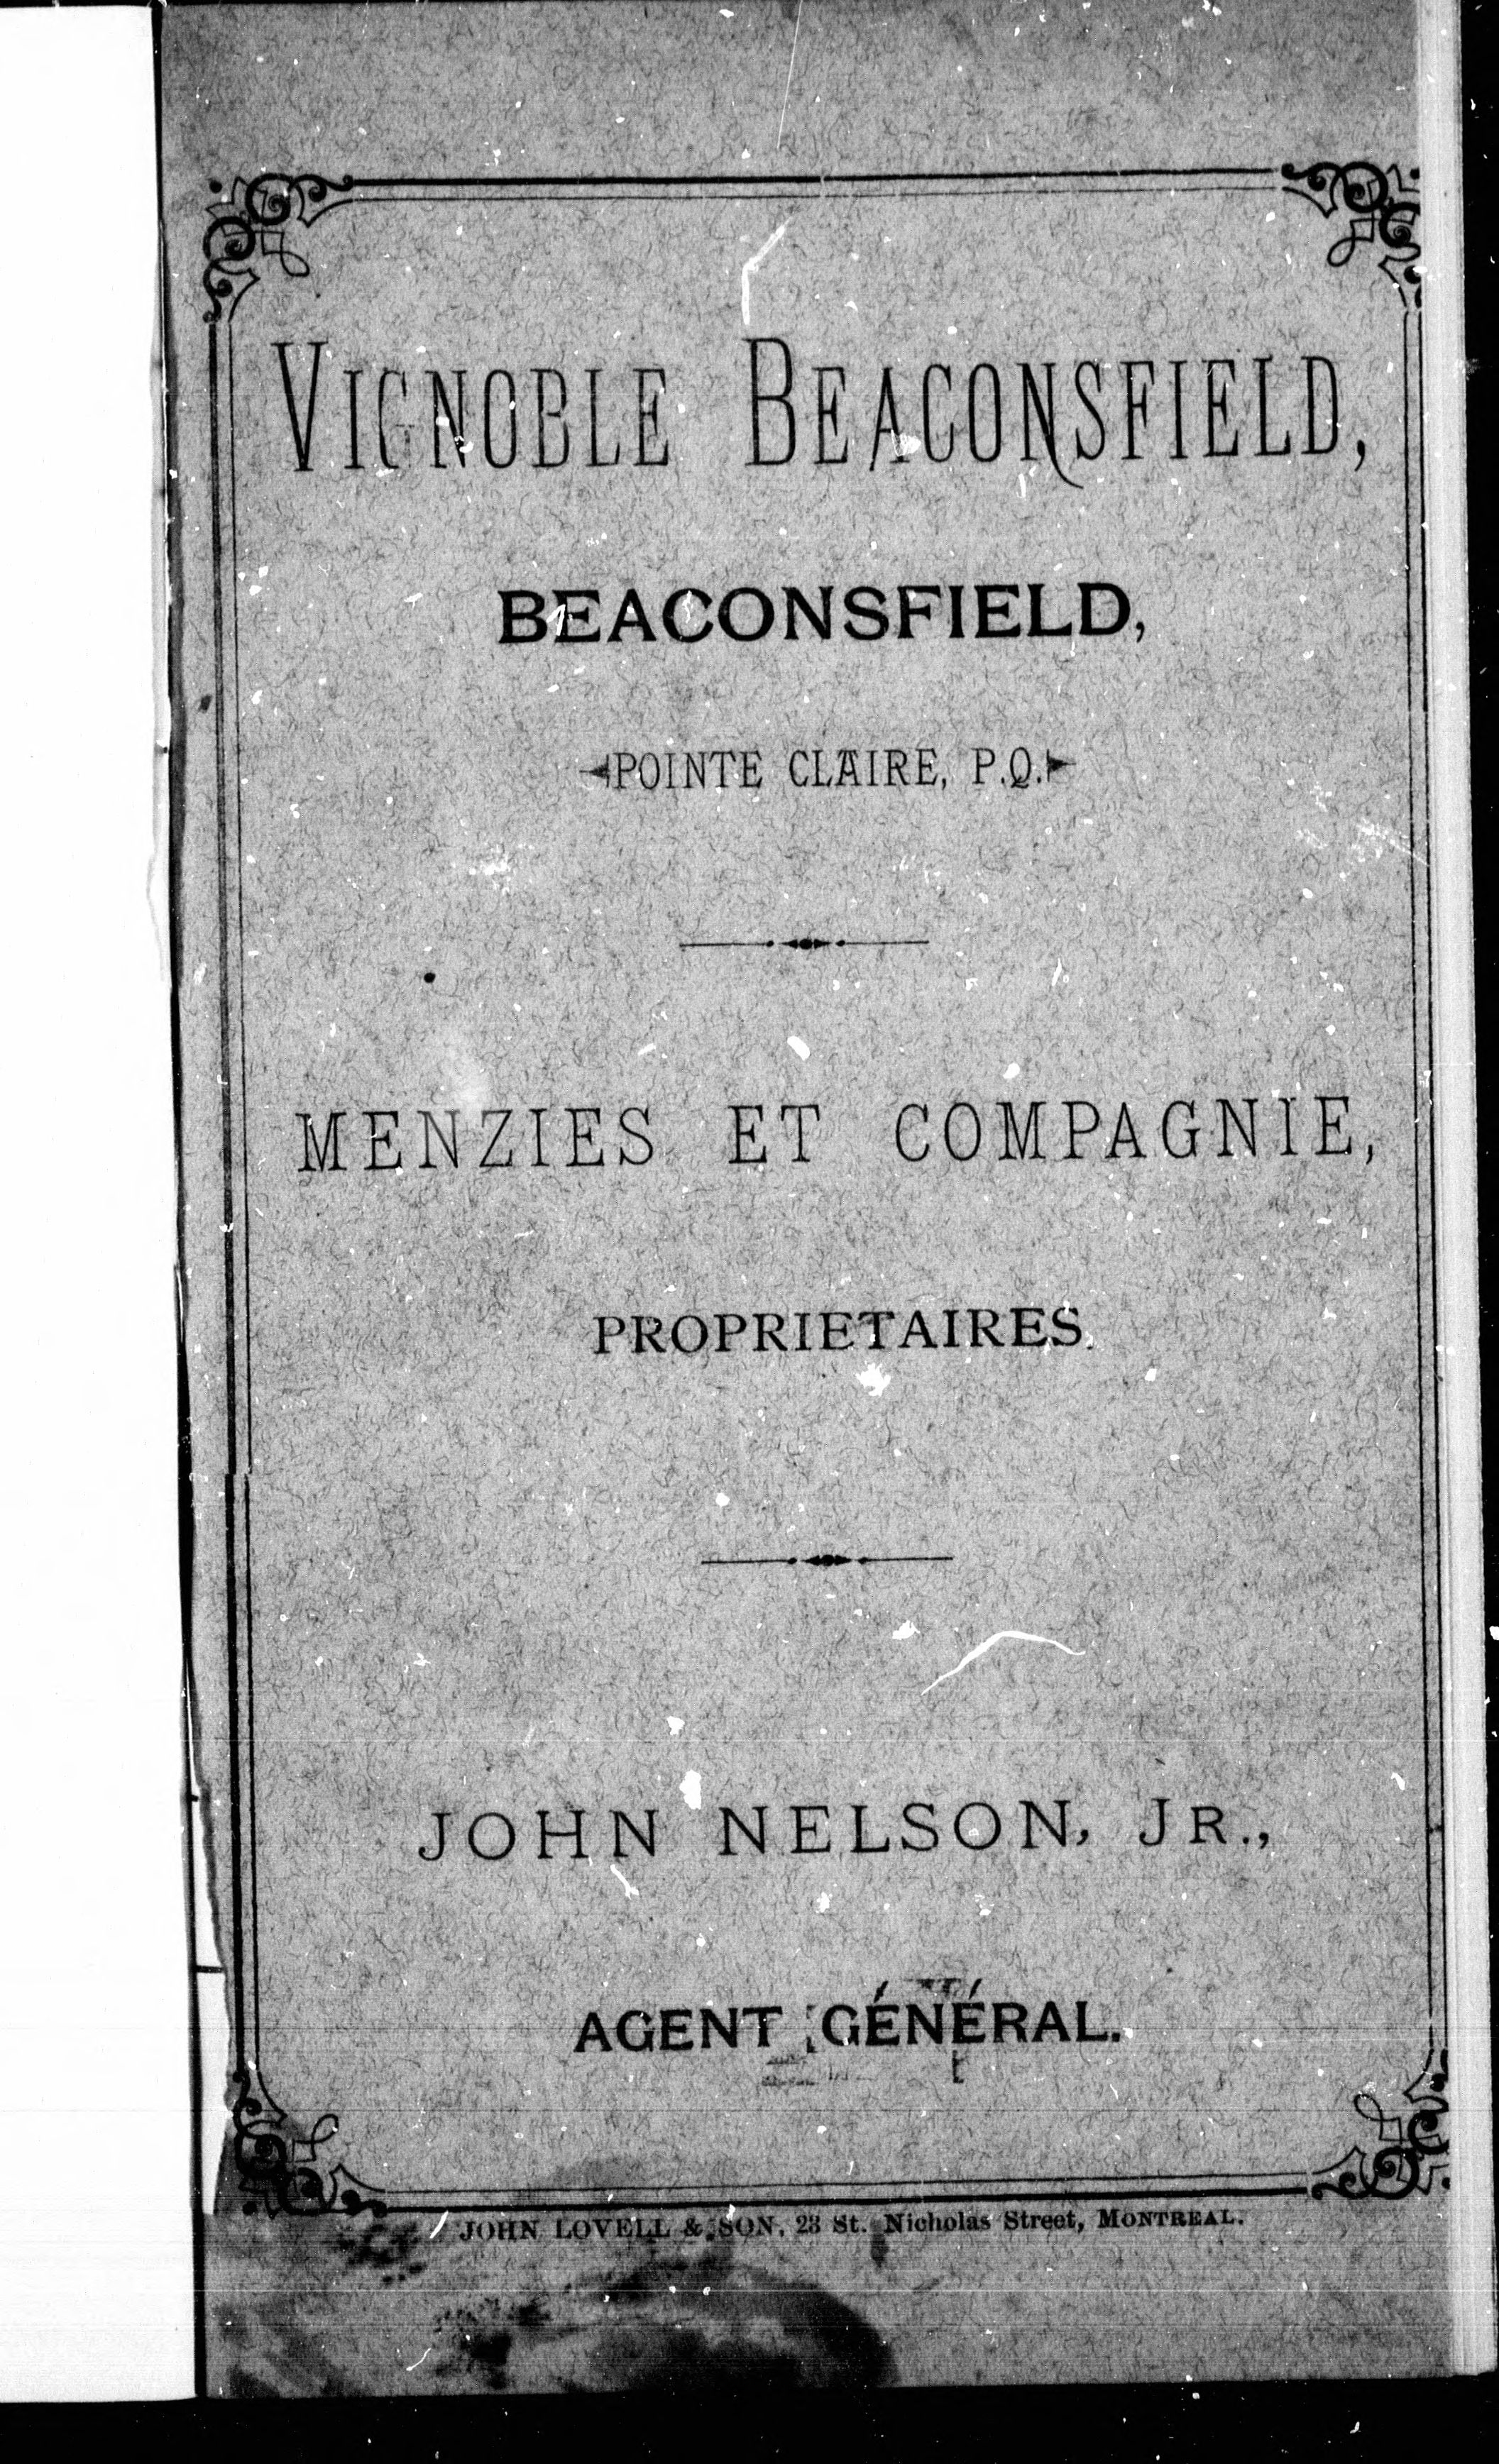 VIGNOBLE BEACONSFIELD,
BEACONSFIELD,
POINTE CLAIRE, P.Q.
MENZIES ET COMPAGNIE,
PROPRIETAIRES.
JOHN NELSON, JR.,
AGENT GÉNÉRAL.
JOHN LOVELL & SON, 23 St. Nicholas Street, MONTREAL.